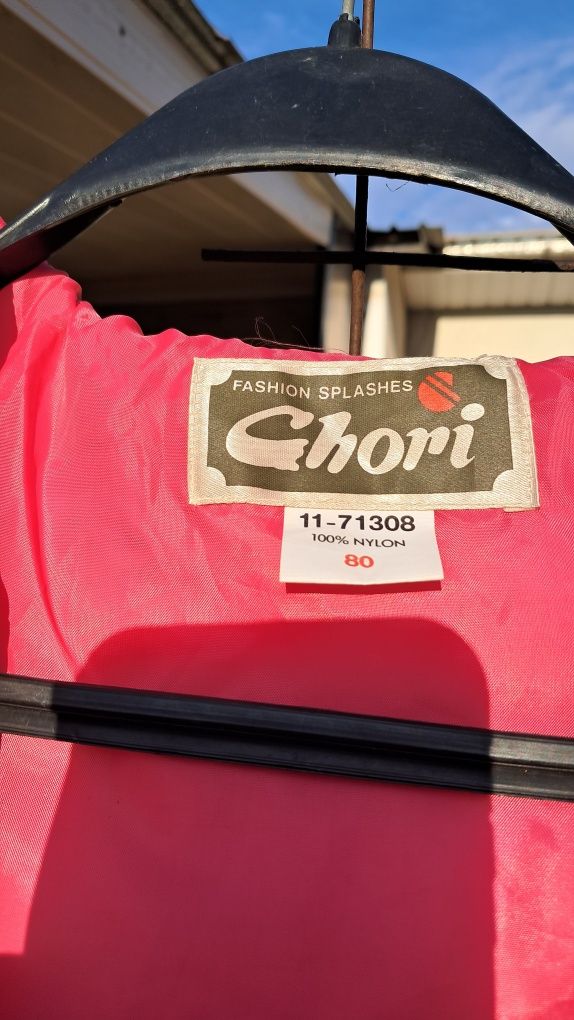 FASHION SPLASHES
Chori
11-71308
100% NYLON
80